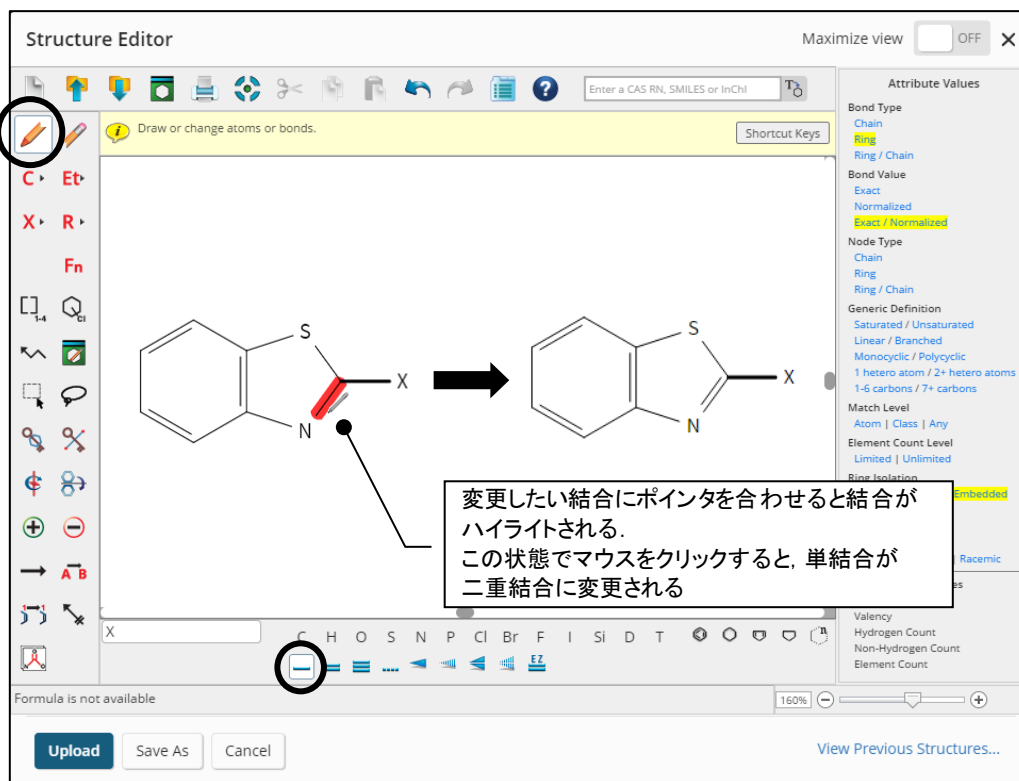 Structure Editor
Maximize view OFF
Enter a CAS RN, SMILES or InChI
Draw or change atoms or bonds.
Shortcut Keys
C Et
X R
Fn
1-4
Cl
A B
S
X
N
S
X
N
変更したい結合にポインタを合わせると結合が
ハイライトされる.
この状態でマウスをクリックすると, 単結合が
二重結合に変更される
Attribute Values
Bond Type
Chain
Ring
Ring / Chain
Bond Value
Exact
Normalized
Exact / Normalized
Node Type
Chain
Ring
Ring / Chain
Generic Definition
Saturated / Unsaturated
Linear / Branched
Monocyclic / Polycyclic
1 hetero atom / 2+ hetero atoms
1-6 carbons / 7+ carbons
Match Level
Atom | Class | Any
Element Count Level
Limited | Unlimited
Ring Isolation
Embedded
| Racemic
Valency
Hydrogen Count
Non-Hydrogen Count
Element Count
X
C H O S N P Cl Br F I Si D T n
EZ
Formula is not available
160%
Upload Save As Cancel
View Previous Structures...